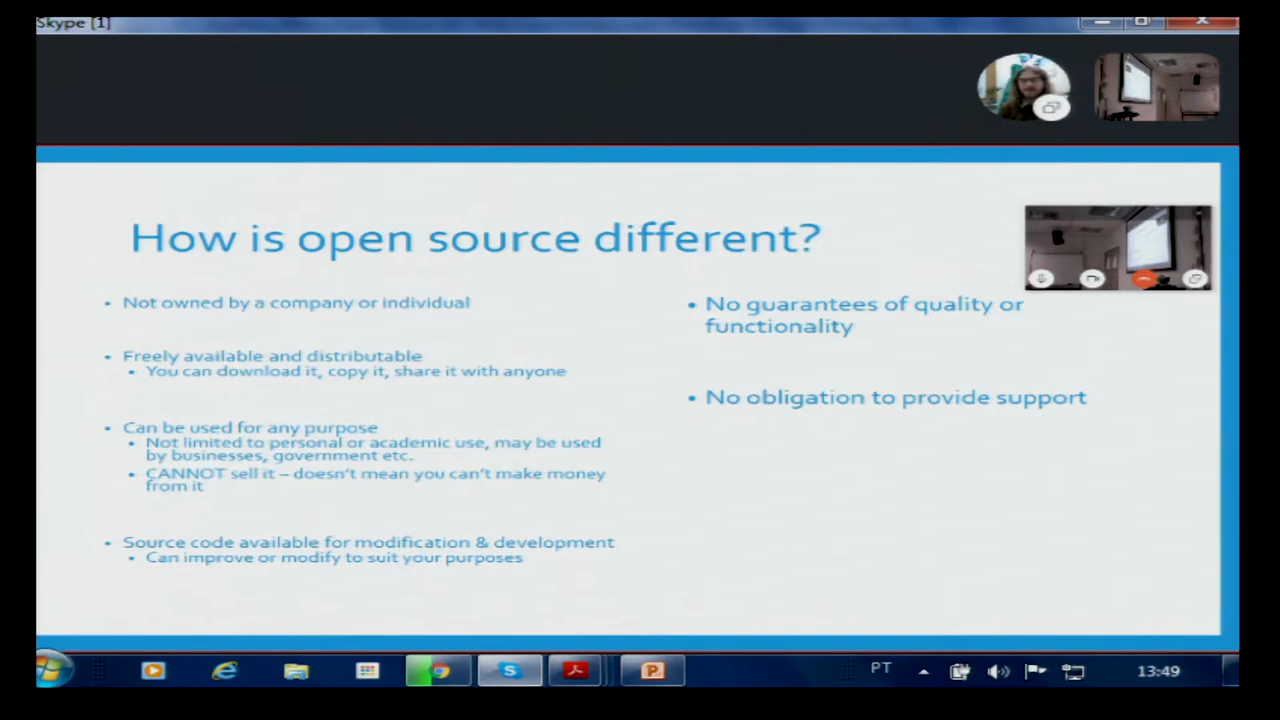 Skype [1]
How is open source different?
• Not owned by a company or individual
• Freely available and distributable
• You can download it, copy it, share it with anyone
• Can be used for any purpose
• Not limited to personal or academic use, may be used
by businesses, government etc.
• CANNOT sell it – doesn't mean you can't make money
from it
• Source code available for modification & development
• Can improve or modify to suit your purposes
• No guarantees of quality or
functionality
• No obligation to provide support
PT
13:49